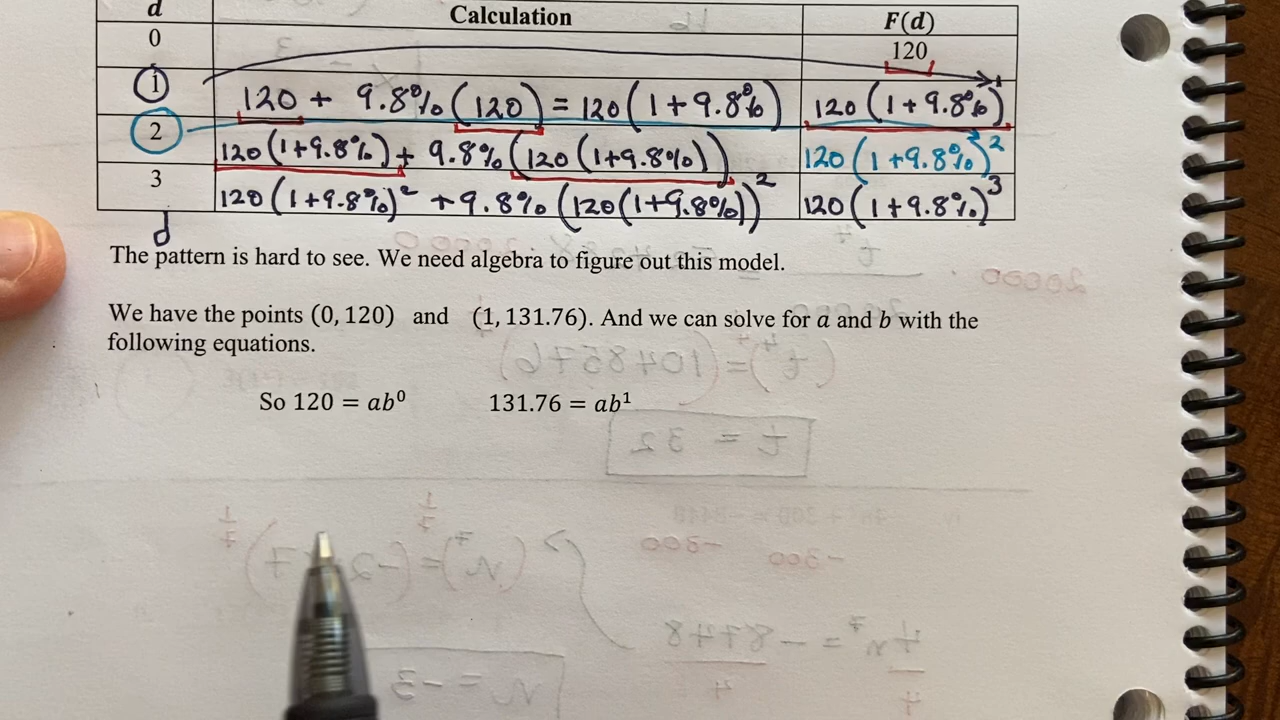 d Calculation F(d)
0 120
1 120 + 9.8% (120) = 120 (1 + 9.8%) 120 (1 + 9.8%)
2 120 (1+9.8%) + 9.8% (120 (1+9.8%)) 120 (1 + 9.8%)²
3 120 (1+9.8%)² + 9.8% (120 (1+9.8%))² 120 (1+9.8%)³
d
The pattern is hard to see. We need algebra to figure out this model.
We have the points (0, 120) and (1, 131.76). And we can solve for a and b with the
following equations.
So 120 = ab⁰ 131.76 = ab¹